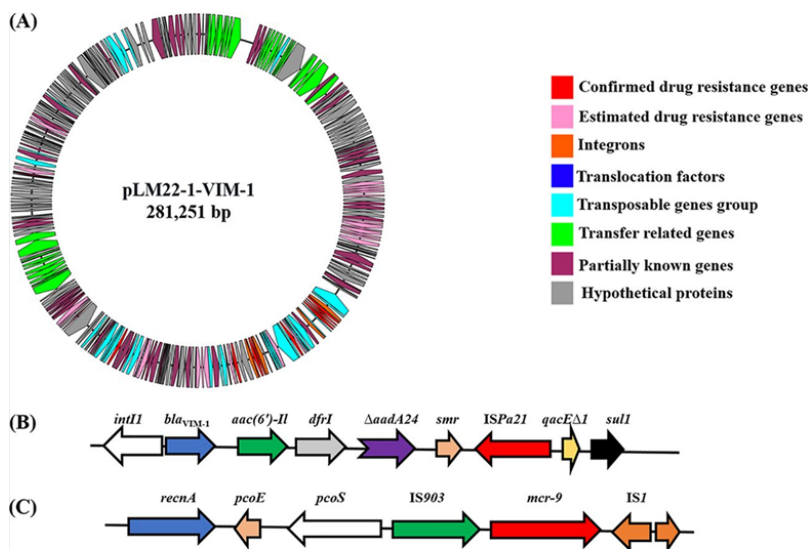 (A)
pLM22-1-VIM-1
281,251 bp
Confirmed drug resistance genes
Estimated drug resistance genes
Integrons
Translocation factors
Transposable genes group
Transfer related genes
Partially known genes
Hypothetical proteins
(B)
intI1 blaVIM-1 aac(6')-Il dfrI ΔaadA24 smr ISPa21 qacEΔ1 sul1
(C)
recnA pcoE pcoS IS903 mcr-9 IS1